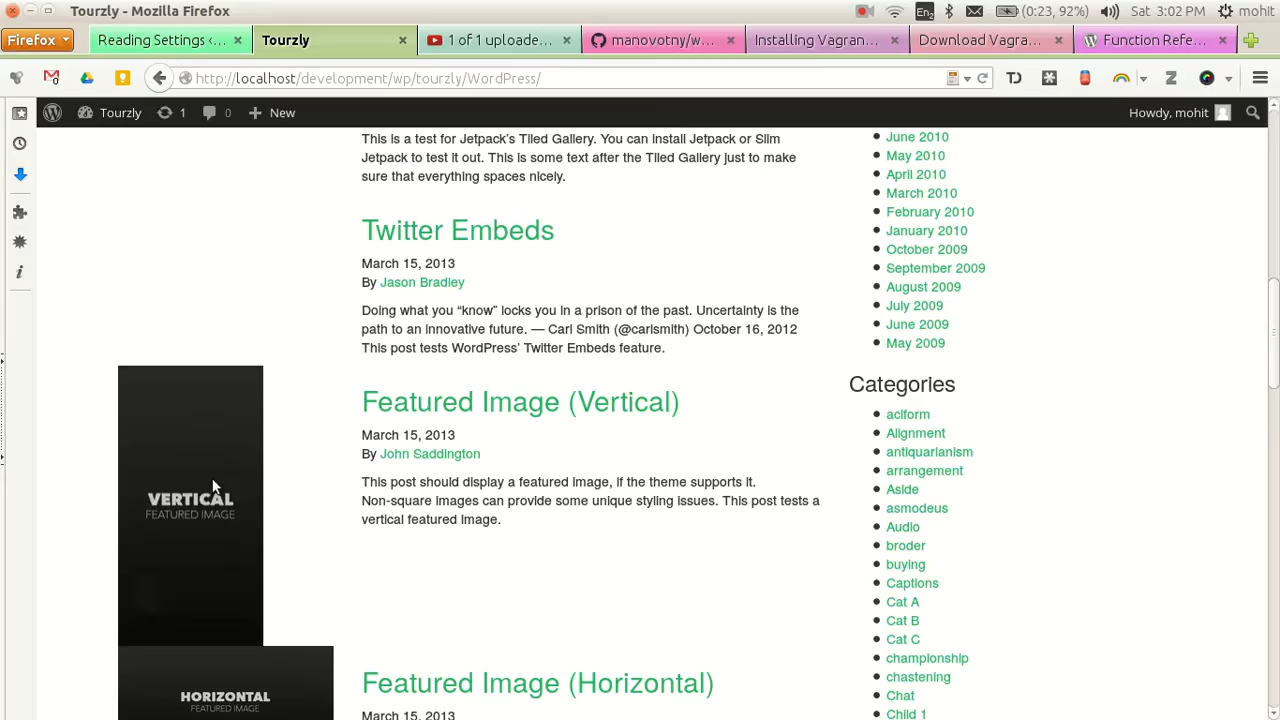 Tourzly - Mozilla Firefox
En2
(0:23, 92%)
Sat 3:02 PM
mohit
Firefox
Reading Settings ‹...
Tourzly
1 of 1 uploade...
manovotny/w...
Installing Vagran...
Download Vagra...
Function Refe...
http://localhost/development/wp/tourzly/WordPress/
Tourzly
1
0
New
Howdy, mohit
This is a test for Jetpack's Tiled Gallery. You can install Jetpack or Slim
Jetpack to test it out. This is some text after the Tiled Gallery just to make
sure that everything spaces nicely.
Twitter Embeds
March 15, 2013
By Jason Bradley
Doing what you “know” locks you in a prison of the past. Uncertainty is the
path to an innovative future. — Carl Smith (@carlsmith) October 16, 2012
This post tests WordPress’ Twitter Embeds feature.
VERTICAL
FEATURED IMAGE
Featured Image (Vertical)
March 15, 2013
By John Saddington
This post should display a featured image, if the theme supports it.
Non-square images can provide some unique styling issues. This post tests a
vertical featured image.
HORIZONTAL
FEATURED IMAGE
Featured Image (Horizontal)
March 15, 2013
June 2010
May 2010
April 2010
March 2010
February 2010
January 2010
October 2009
September 2009
August 2009
July 2009
June 2009
May 2009
Categories
aciform
Alignment
antiquarianism
arrangement
Aside
asmodeus
Audio
broder
buying
Captions
Cat A
Cat B
Cat C
championship
chastening
Chat
Child 1